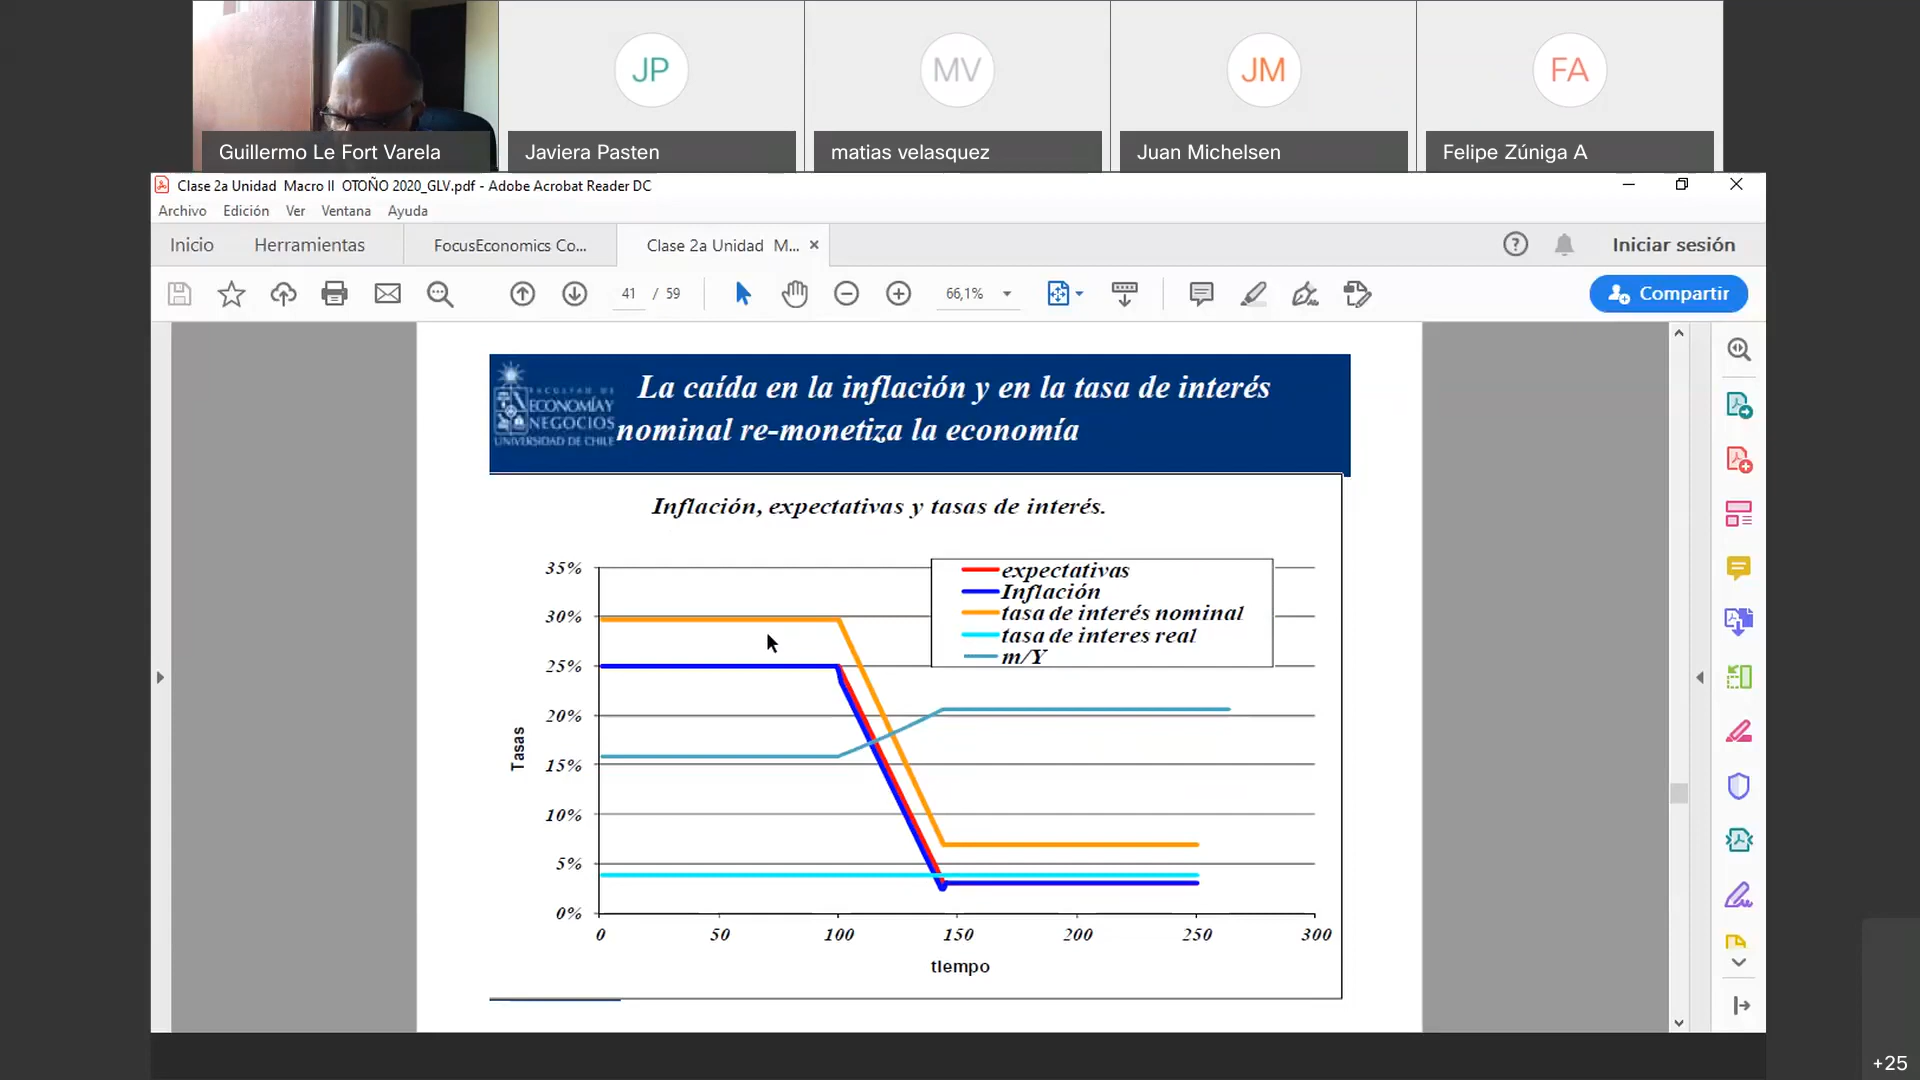 JP
MV
JM
FA
Guillermo Le Fort Varela
Javiera Pasten
matias velasquez
Juan Michelsen
Felipe Zúniga A
Clase 2a Unidad Macro II OTOÑO 2020_GLV.pdf - Adobe Acrobat Reader DC
Archivo Edición Ver Ventana Ayuda
Inicio Herramientas FocusEconomics Co... Clase 2a Unidad M... × Iniciar sesión
41 / 59 66,1% Compartir
FACULTAD DE
ECONOMÍA Y
NEGOCIOS
UNIVERSIDAD DE CHILE
La caída en la inflación y en la tasa de interés
nominal re-monetiza la economía
Inflación, expectativas y tasas de interés.
expectativas
Inflación
tasa de interés nominal
tasa de interes real
m/Y
35%
30%
25%
20%
15%
10%
5%
0%
Tasas
0 50 100 150 200 250 300
tiempo
+25